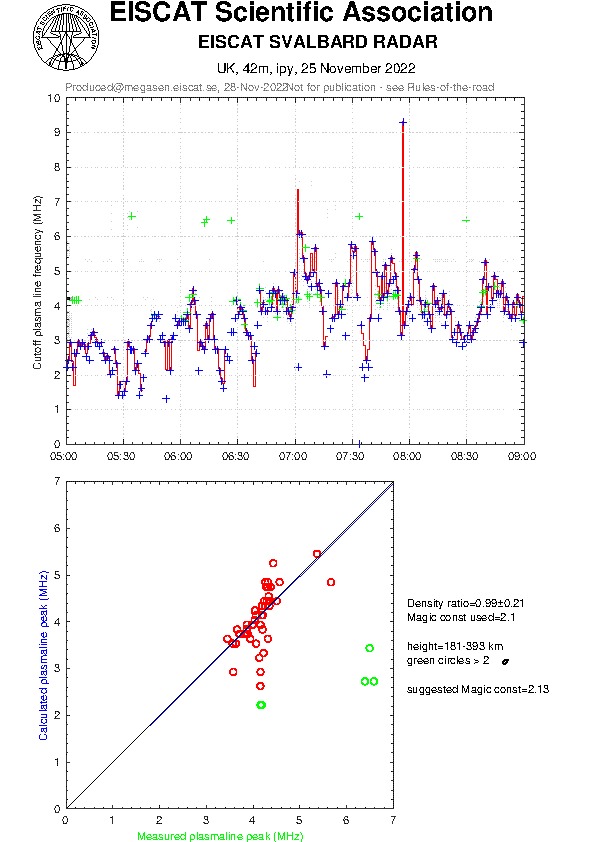 EISCAT Scientific Association
EISCAT SCIENTIFIC ASSOCIATION
EISCAT SVALBARD RADAR
UK, 42m, ipy, 25 November 2022
Produced@megasen.eiscat.se, 28-Nov-2022Not for publication - see Rules-of-the-road
Cutoff plasma line frequency (MHz)
10
9
8
7
6
5
4
3
2
1
0
05:00 05:30 06:00 06:30 07:00 07:30 08:00 08:30 09:00
Calculated plasmaline peak (MHz)
7
6
5
4
3
2
1
0
0 1 2 3 4 5 6 7
Measured plasmaline peak (MHz)
Density ratio=0.99±0.21
Magic const used=2.1
height=181-393 km
green circles > 2 σ
suggested Magic const=2.13